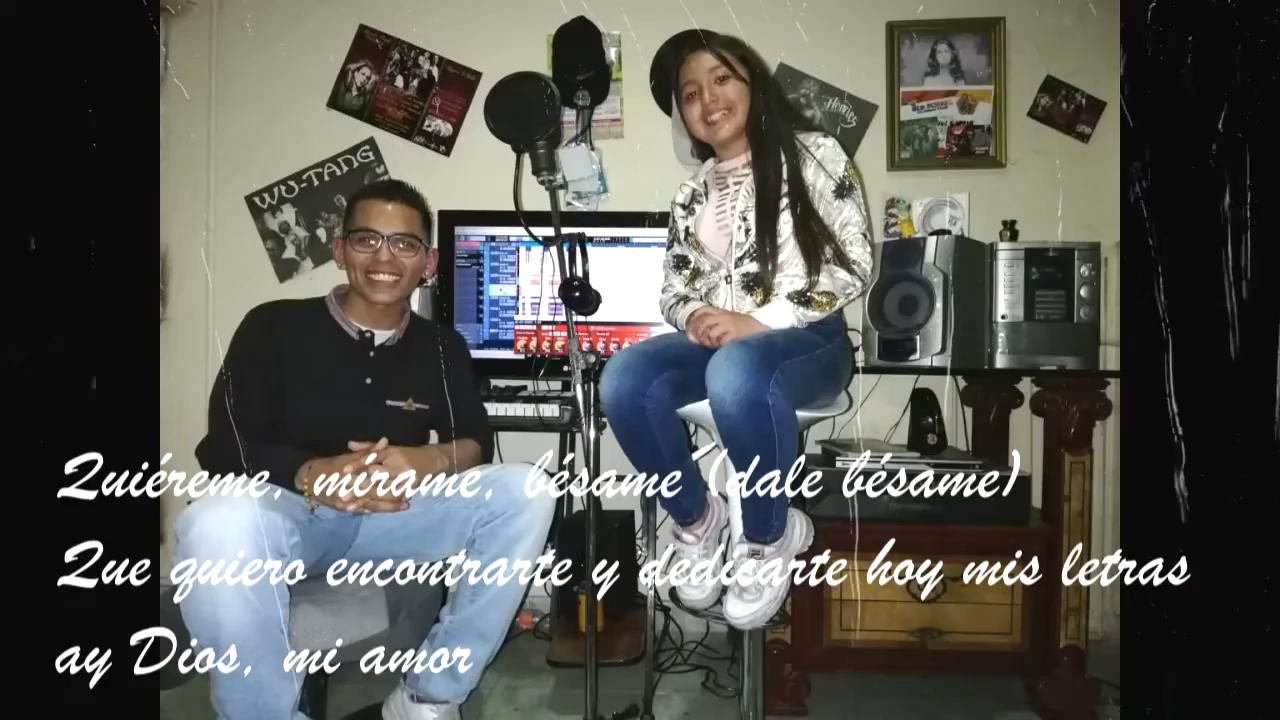 WU-TANG
Quiéreme, mírame, bésame (dale bésame)
Que quiero encontrarte y dedicarte hoy mis letras
ay Dios, mi amor